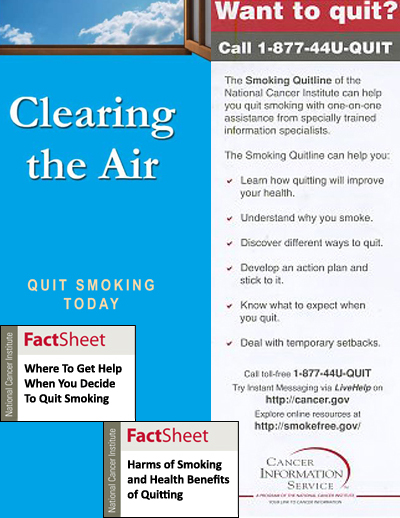 Clearing
the Air
QUIT SMOKING
TODAY
National Cancer Institute
FactSheet
Where To Get Help
When You Decide
To Quit Smoking
National Cancer Institute
FactSheet
Harms of Smoking
and Health Benefits
of Quitting
Want to quit?
Call 1-877-44U-QUIT
The Smoking Quitline of the
National Cancer Institute can help
you quit smoking with one-on-one
assistance from specially trained
information specialists.
The Smoking Quitline can help you:
Learn how quitting will improve
your health.
Understand why you smoke.
Discover different ways to quit.
Develop an action plan and
stick to it.
Know what to expect when
you quit.
Deal with temporary setbacks.
Call toll-free 1-877-44U-QUIT
Try Instant Messaging via LiveHelp on
http://cancer.gov
Explore online resources at
http://smokefree.gov/
CANCER
INFORMATION
SERVICE
A PROGRAM OF THE NATIONAL CANCER INSTITUTE
YOUR LINK TO CANCER INFORMATION